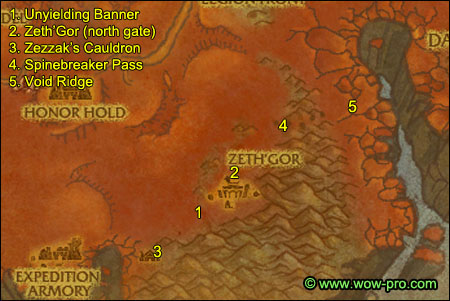 1. Unyielding Banner
2. Zeth'Gor (north gate)
3. Zezzak's Cauldron
4. Spinebreaker Pass
5. Void Ridge
HONOR HOLD
5
4
ZETH'GOR
2
1
3
EXPEDITION
ARMORY
© www.wow-pro.com